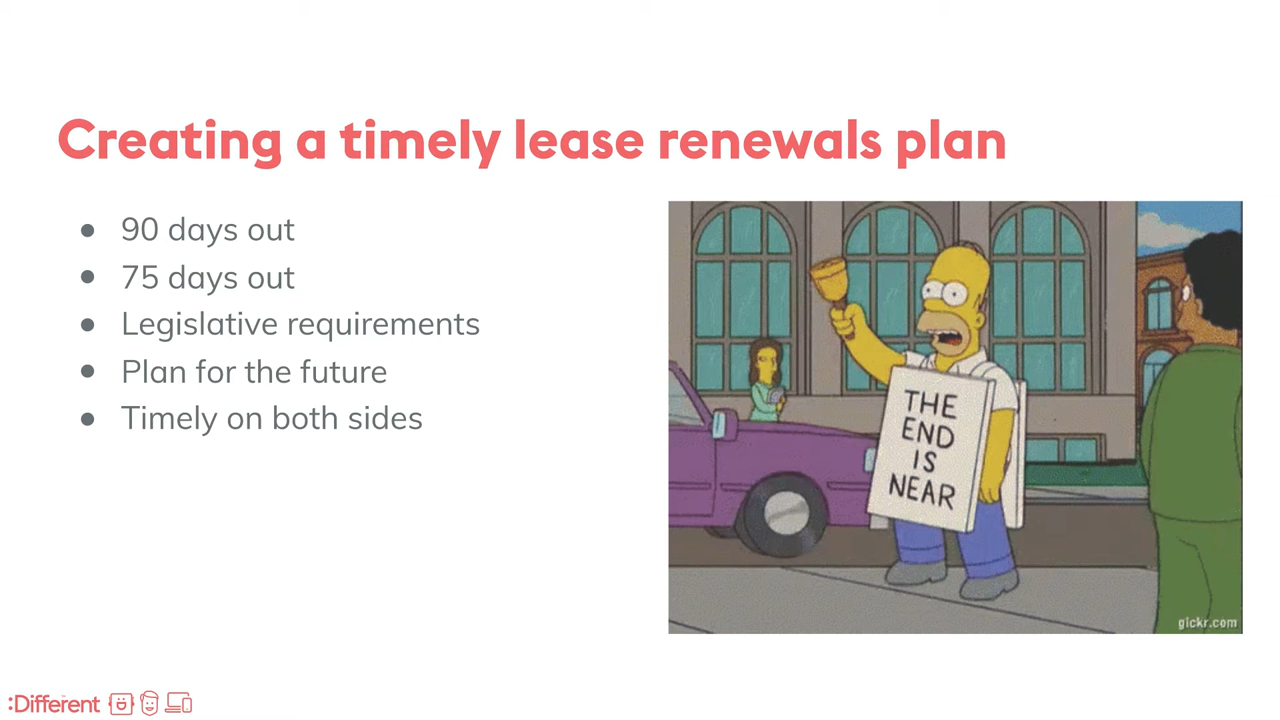 Creating a timely lease renewals plan
● 90 days out
● 75 days out
● Legislative requirements
● Plan for the future
● Timely on both sides
THE
END
IS
NEAR
gickr.com
:Different